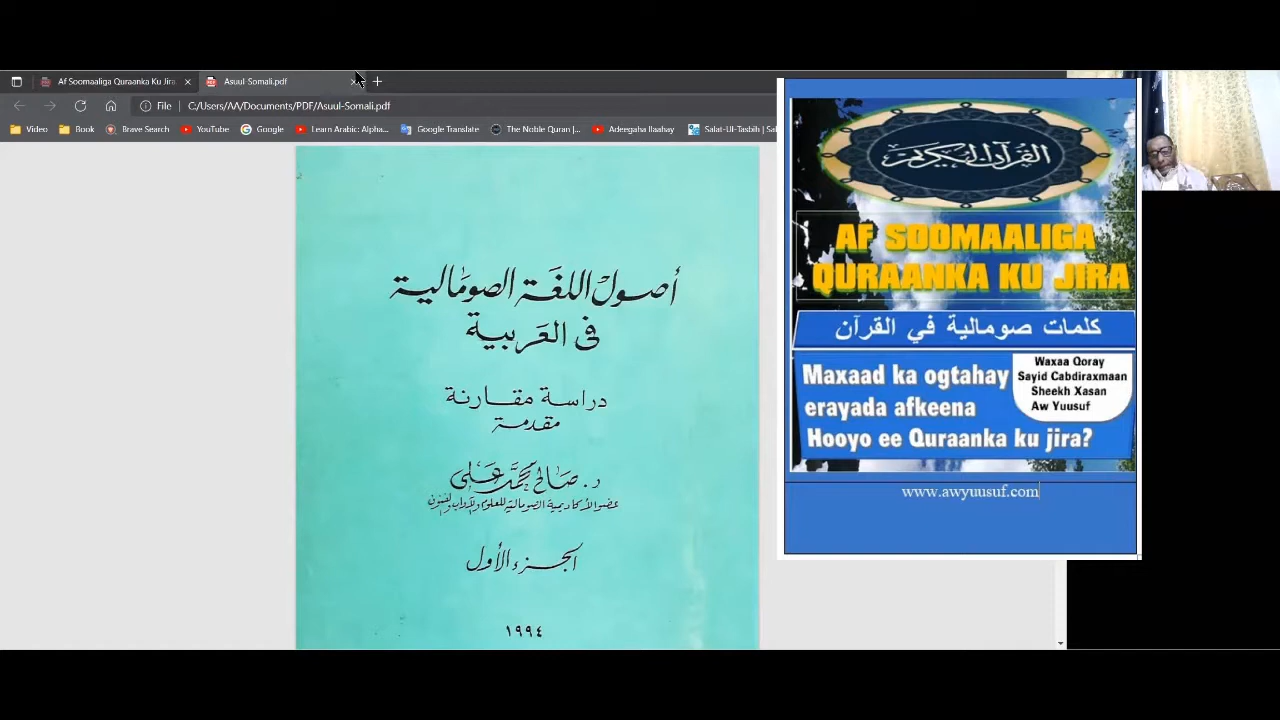 Af Soomaaliga Quraanka Ku Jira
Asuul-Somali.pdf
File
C:/Users/AA/Documents/PDF/Asuul-Somali.pdf
Video
Book
Brave Search
YouTube
Google
Learn Arabic: Alpha...
Google Translate
The Noble Quran |...
Adeegaha Ilaahay
Salat-Ul-Tasbih | Sal
أصول اللغة الصومالية
فى العربية
دراسة مقارنة
مقدمة
د. صالح محمد على
عضو الأكاديمية الصومالية للعلوم والآداب والفنون
الجزء الأول
١٩٩٤
القرآن الكريم
AF SOOMAALIGA
QURAANKA KU JIRA
كلمات صومالية في القرآن
Maxaad ka ogtahay
erayada afkeena
Hooyo ee Quraanka ku jira?
Waxaa Qoray
Sayid Cabdiraxmaan
Sheekh Xasan
Aw Yuusuf
www.awyuusuf.com